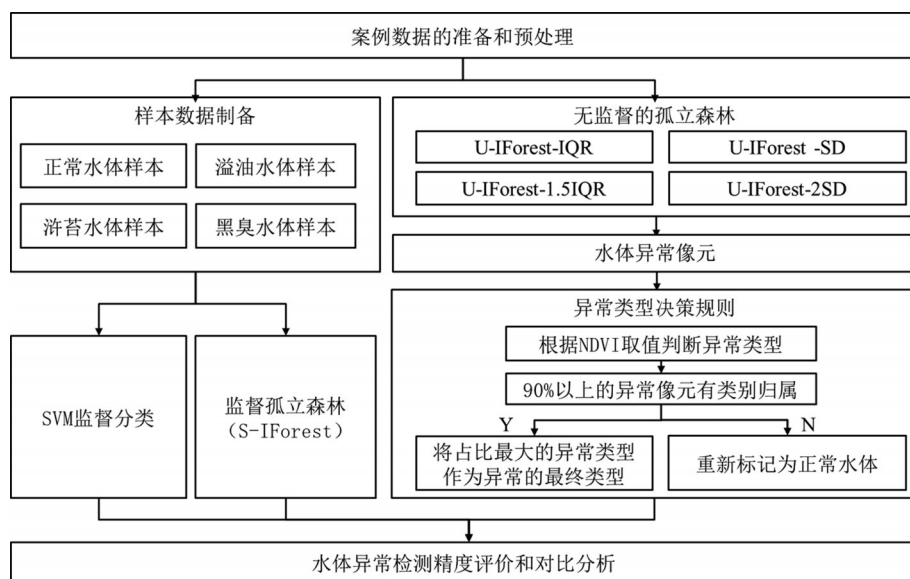 案例数据的准备和预处理
样本数据制备
正常水体样本
溢油水体样本
浒苔水体样本
黑臭水体样本
无监督的孤立森林
U-IForest-IQR
U-IForest -SD
U-IForest-1.5IQR
U-IForest-2SD
水体异常像元
异常类型决策规则
根据NDVI取值判断异常类型
90%以上的异常像元有类别归属
Y
N
将占比最大的异常类型
作为异常的最终类型
重新标记为正常水体
SVM监督分类
监督孤立森林
（S-IForest）
水体异常检测精度评价和对比分析